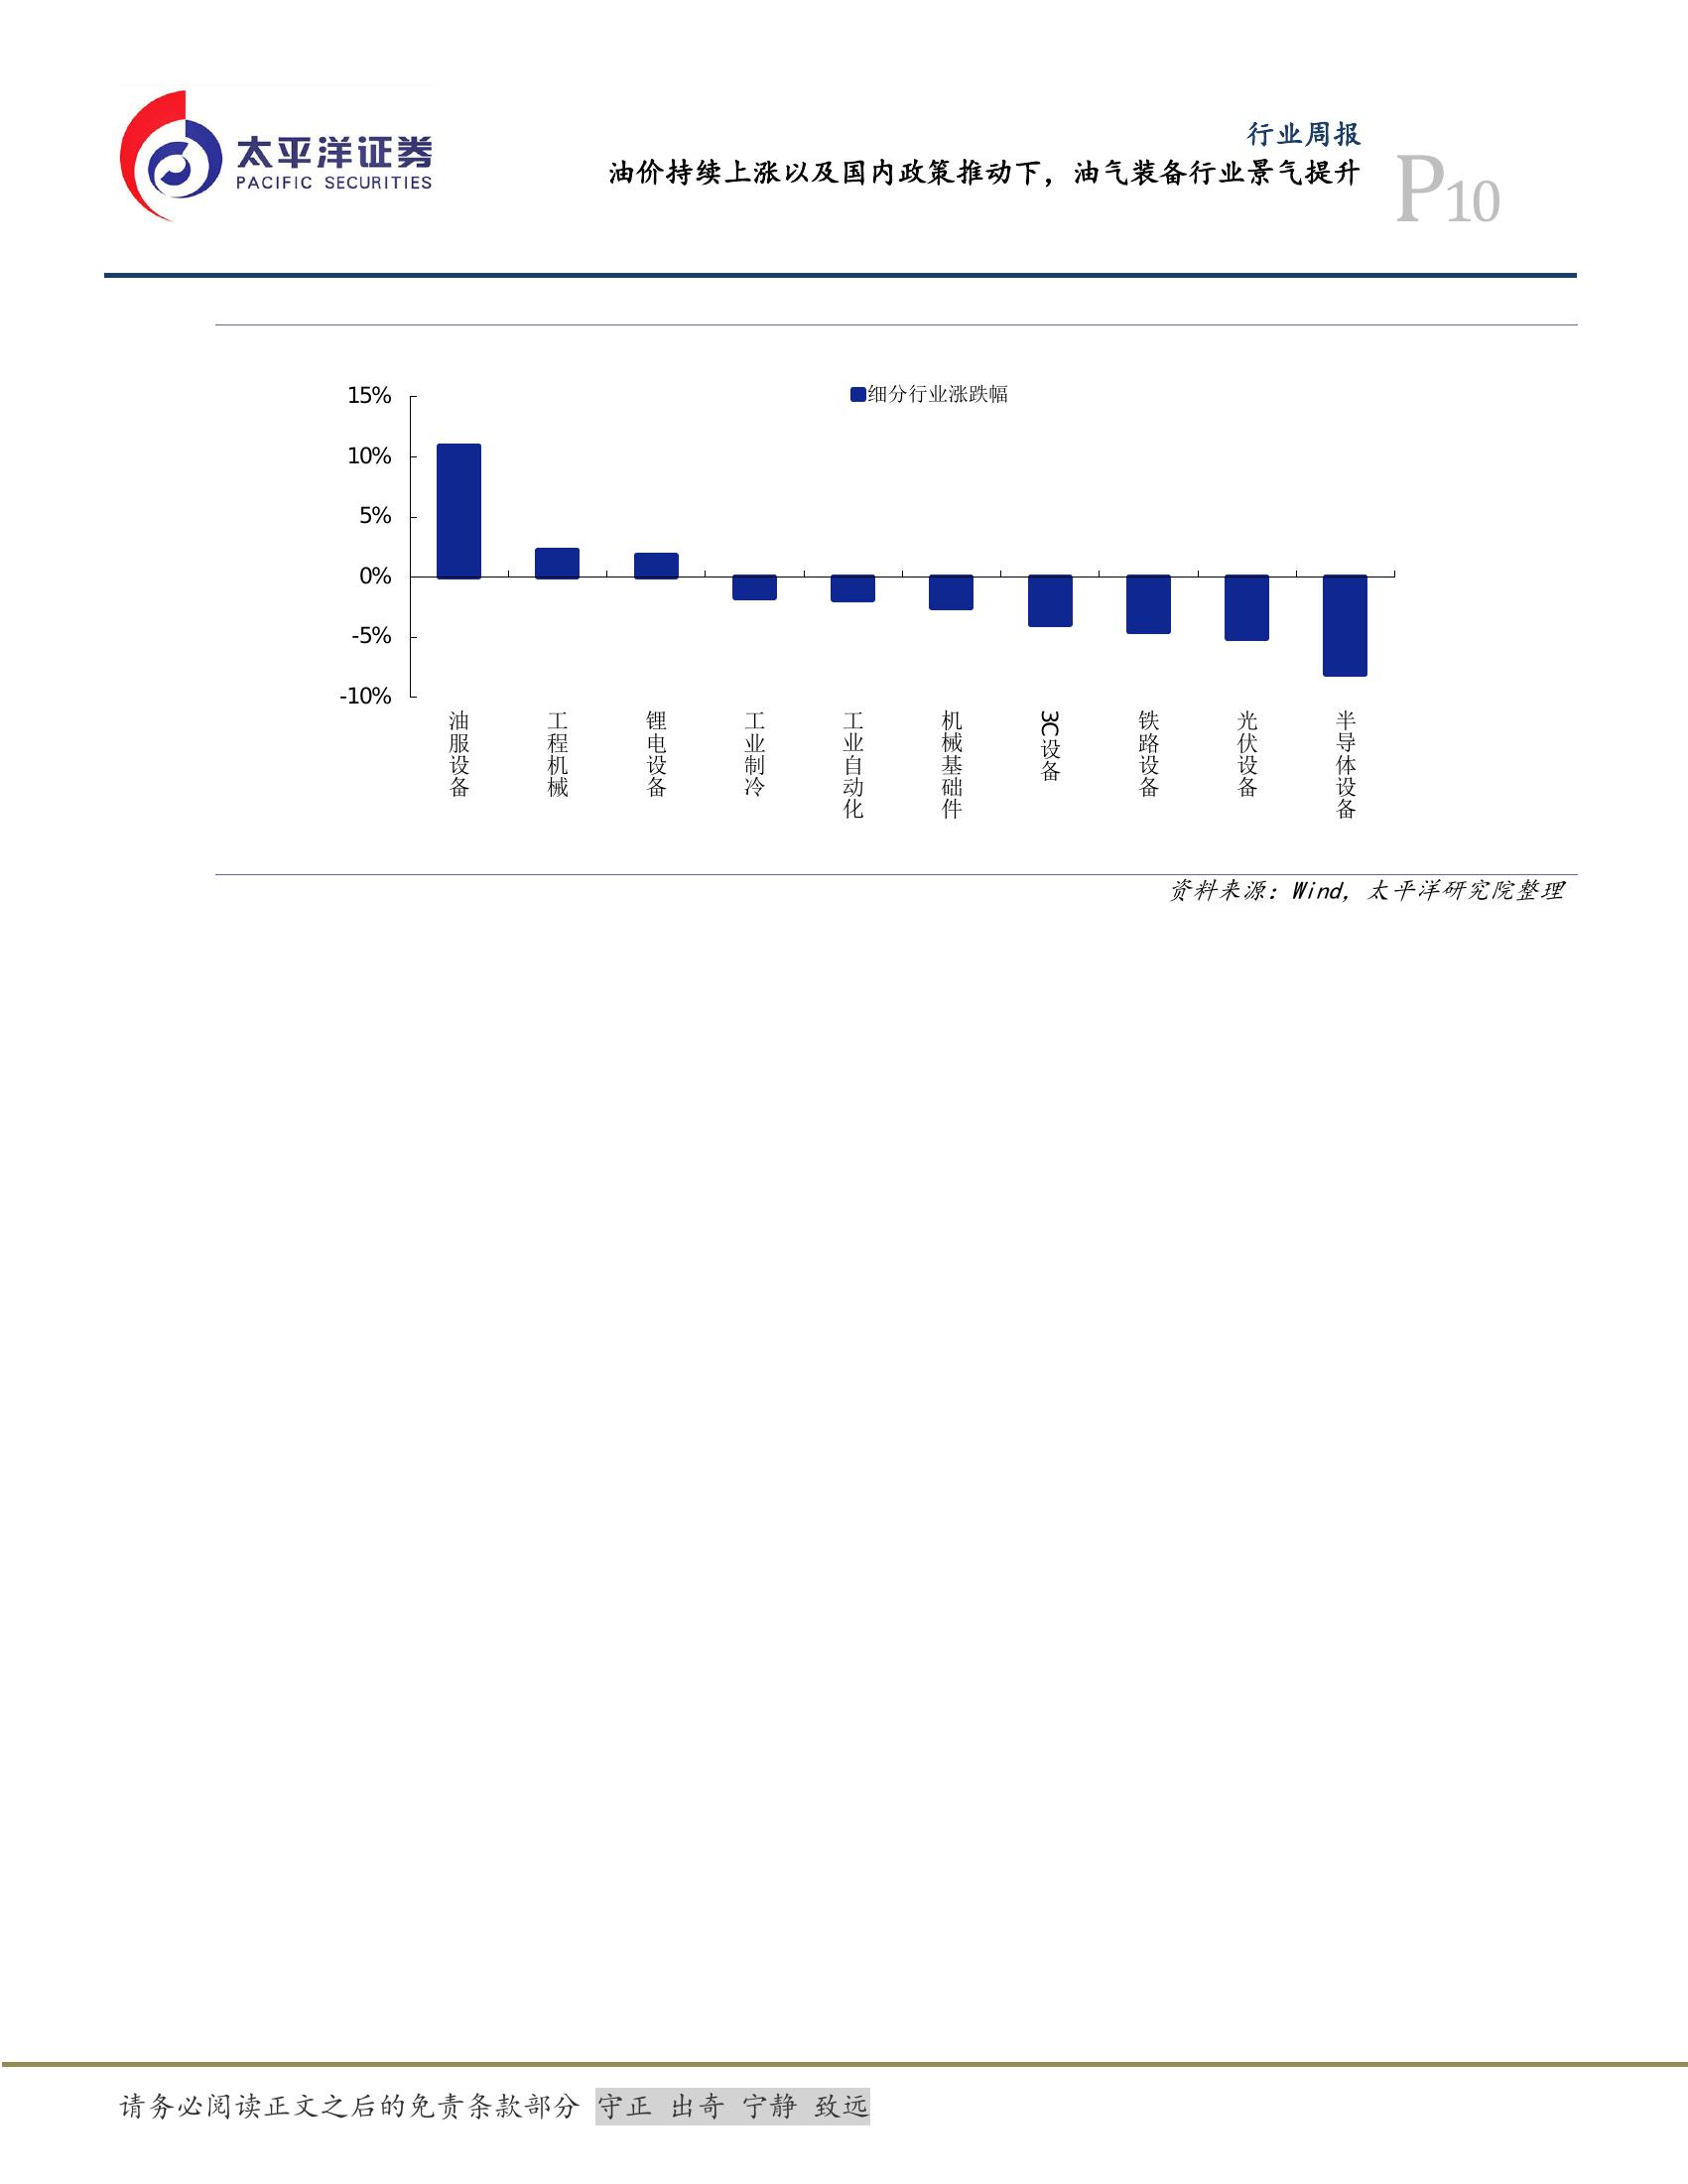 太平洋证券
PACIFIC SECURITIES
行业周报
油价持续上涨以及国内政策推动下，油气装备行业景气提升
P10
细分行业涨跌幅
15%
10%
5%
0%
-5%
-10%
油服设备
工程机械
锂电设备
工业制冷
工业自动化
机械基础件
3C设备
铁路设备
光伏设备
半导体设备
资料来源：Wind，太平洋研究院整理
请务必阅读正文之后的免责条款部分 守正 出奇 宁静 致远